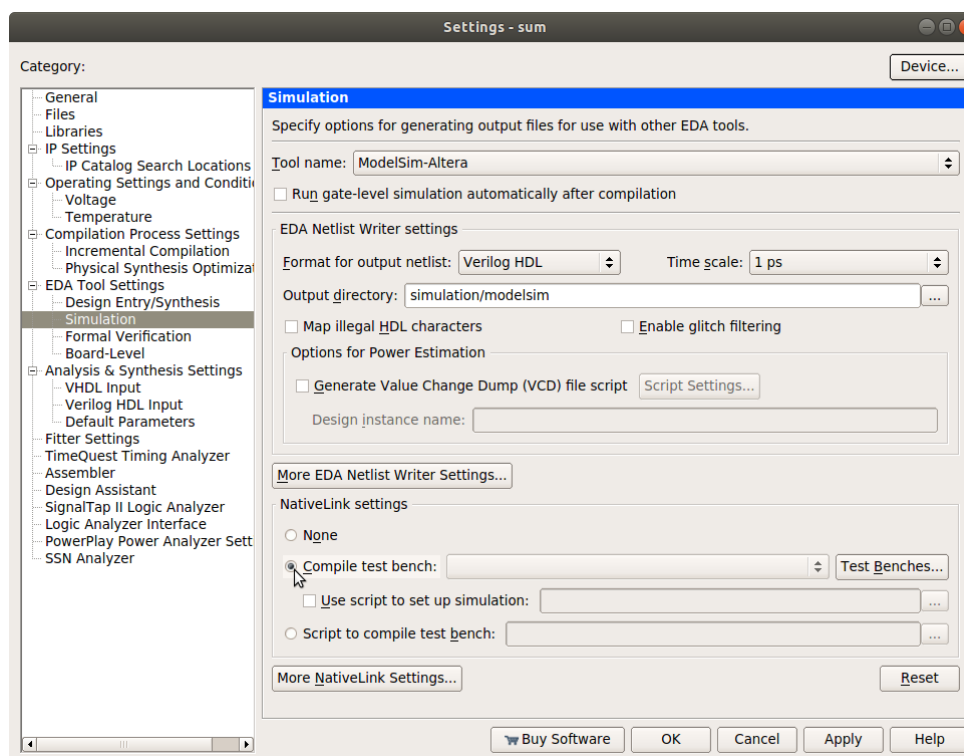 Settings - sum
Category:
Device...
General
Files
Libraries
IP Settings
IP Catalog Search Locations
Operating Settings and Conditi
Voltage
Temperature
Compilation Process Settings
Incremental Compilation
Physical Synthesis Optimizat
EDA Tool Settings
Design Entry/Synthesis
Simulation
Formal Verification
Board-Level
Analysis & Synthesis Settings
VHDL Input
Verilog HDL Input
Default Parameters
Fitter Settings
TimeQuest Timing Analyzer
Assembler
Design Assistant
SignalTap II Logic Analyzer
Logic Analyzer Interface
PowerPlay Power Analyzer Sett
SSN Analyzer
Simulation
Specify options for generating output files for use with other EDA tools.
Tool name: ModelSim-Altera
Run gate-level simulation automatically after compilation
EDA Netlist Writer settings
Format for output netlist: Verilog HDL Time scale: 1 ps
Output directory: simulation/modelsim ...
Map illegal HDL characters Enable glitch filtering
Options for Power Estimation
Generate Value Change Dump (VCD) file script Script Settings...
Design instance name:
More EDA Netlist Writer Settings...
NativeLink settings
None
Compile test bench: Test Benches...
Use script to set up simulation: ...
Script to compile test bench: ...
More NativeLink Settings... Reset
Buy Software OK Cancel Apply Help